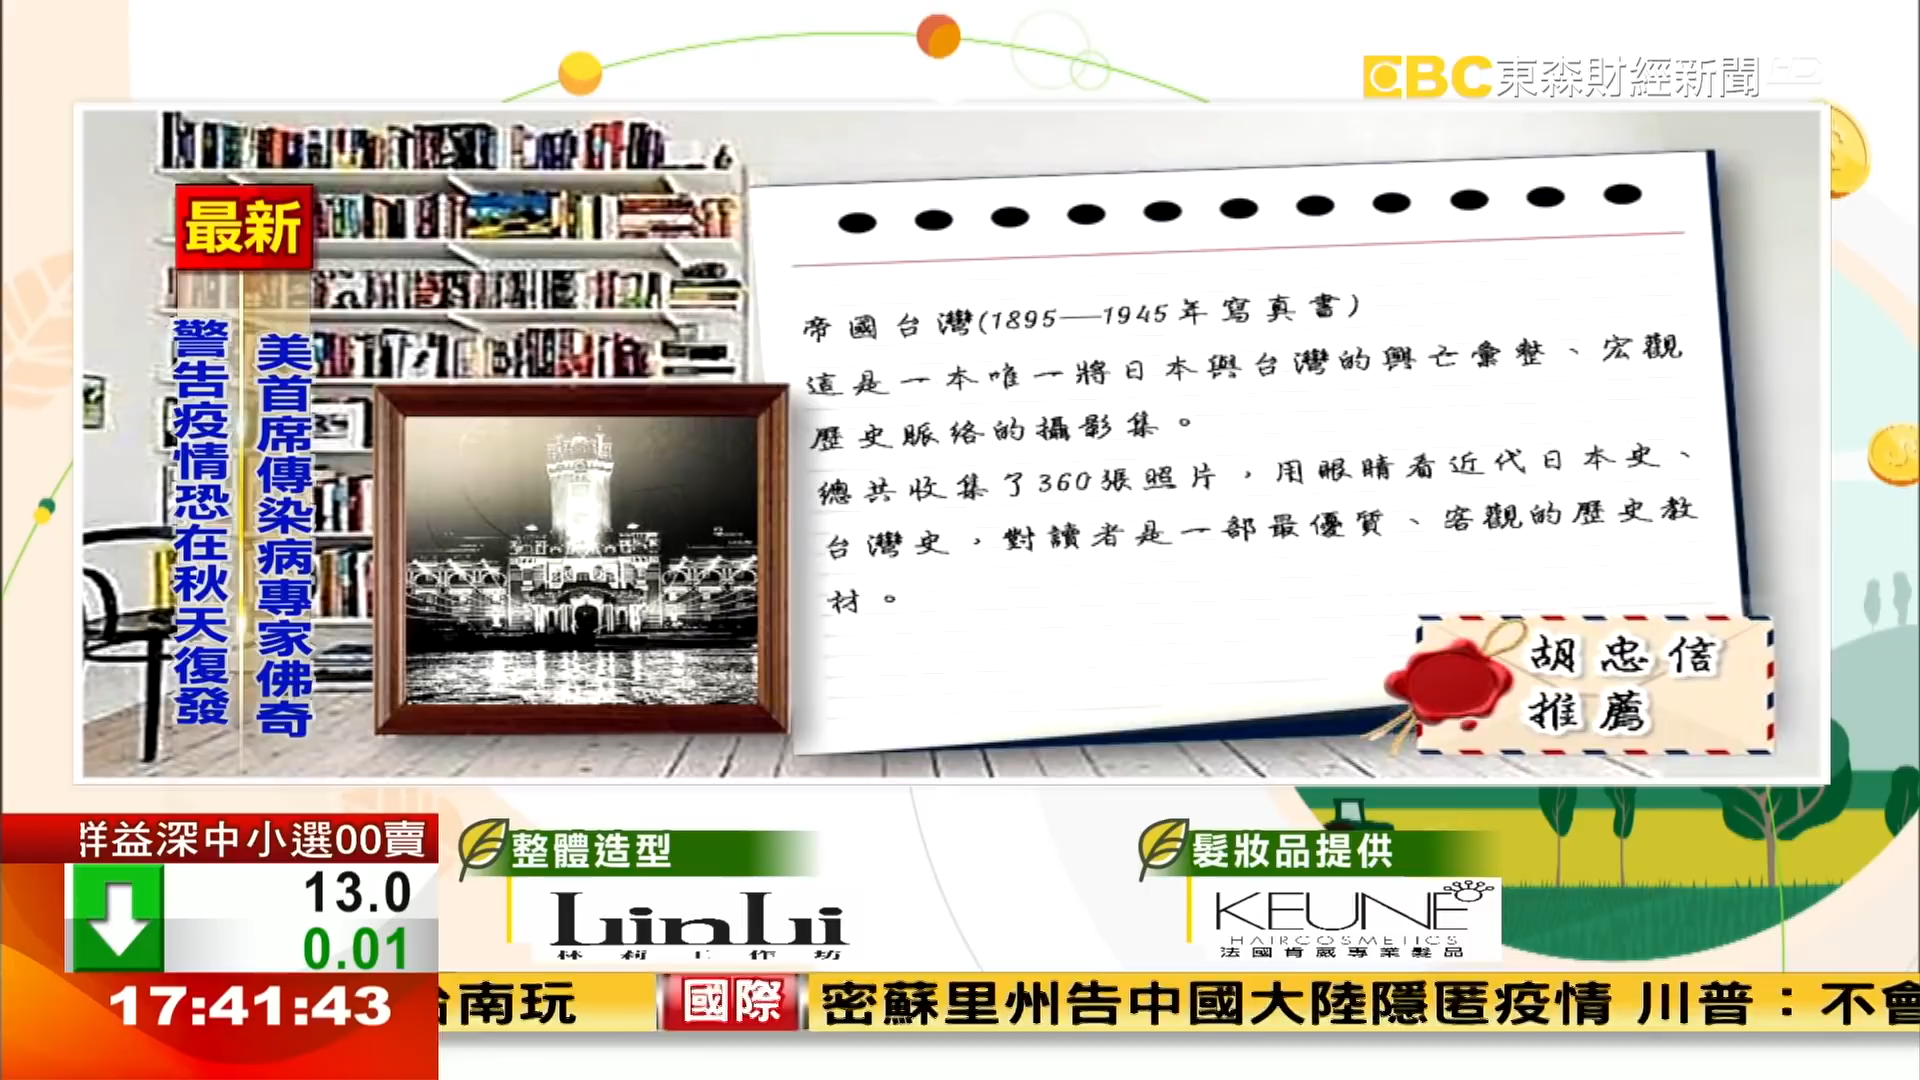 EBC東森財經新聞
最新
美首席傳染病專家佛奇
警告疫情恐在秋天復發
帝國台灣(1895—1945年寫真書)
這是一本唯一將日本與台灣的興亡彙整、宏觀
歷史脈絡的攝影集。
總共收集了360張照片，用眼睛看近代日本史、
台灣史，對讀者是一部最優質、客觀的歷史教
材。
胡忠信
推薦
群益深中小選00賣
13.0
0.01
17:41:43
整體造型
LinLi
林莉工作坊
髮妝品提供
KEUNE
HAIRCOSMETICS
法國肯葳專業髮品
台南玩
國際
密蘇里州告中國大陸隱匿疫情 川普：不會